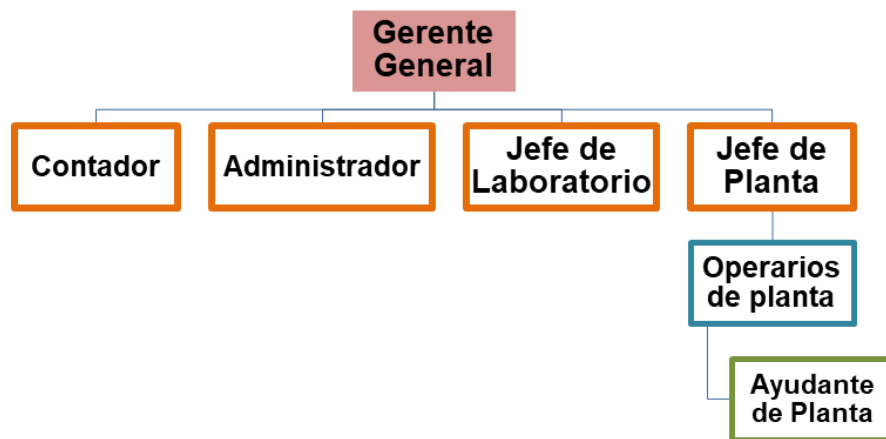 Gerente
General
Contador
Administrador
Jefe de
Laboratorio
Jefe de
Planta
Operarios
de planta
Ayudante
de Planta